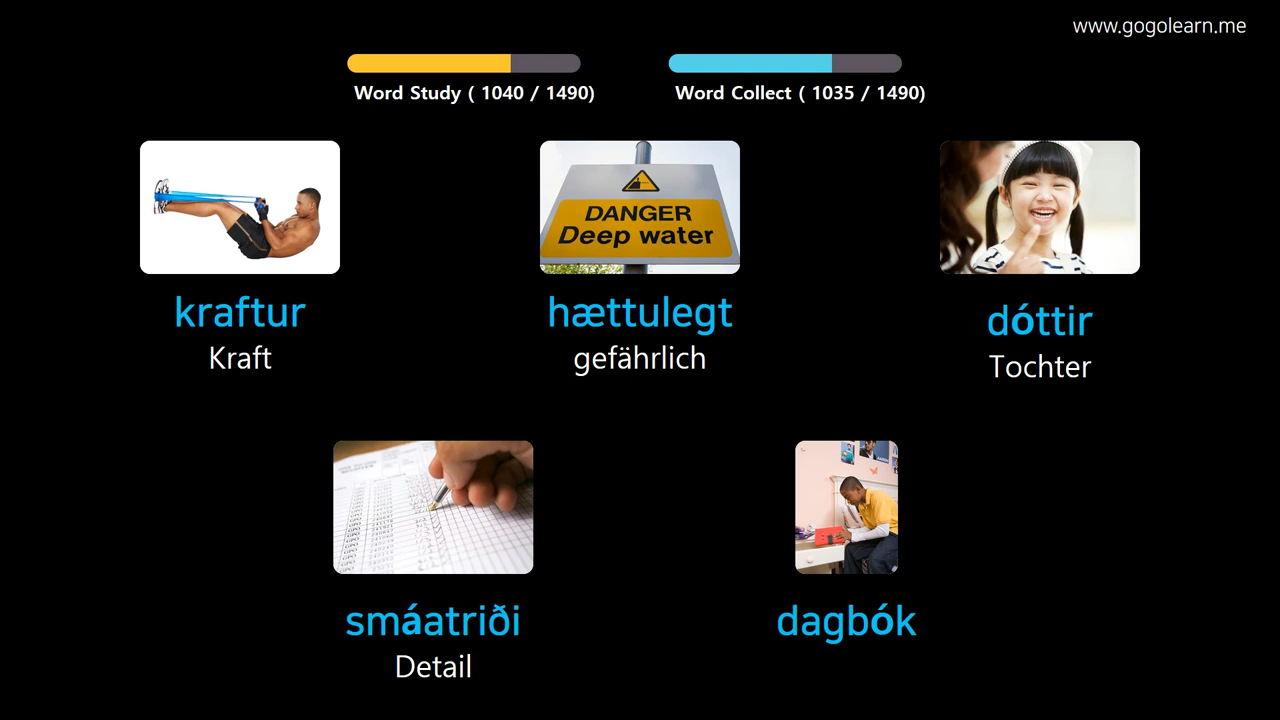 www.gogolearn.me
Word Study ( 1040 / 1490)
Word Collect ( 1035 / 1490)
DANGER
Deep water
kraftur
Kraft
hættulegt
gefährlich
dóttir
Tochter
smáatriði
Detail
dagbók